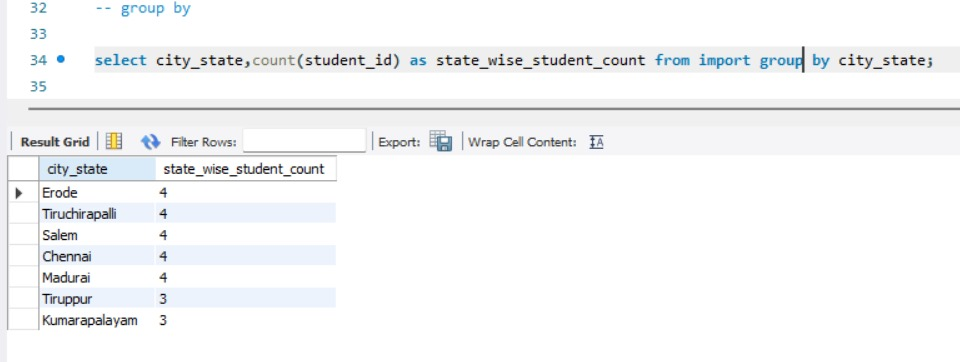 32 -- group by
33
34 select city_state,count(student_id) as state_wise_student_count from import group by city_state;
35
Result Grid Filter Rows: Export: Wrap Cell Content: IA
city_state state_wise_student_count
Erode 4
Tiruchirapalli 4
Salem 4
Chennai 4
Madurai 4
Tiruppur 3
Kumarapalayam 3